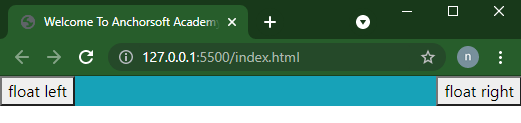 Welcome To Anchorsoft Academy
127.0.0.1:5500/index.html
n
float left
float right